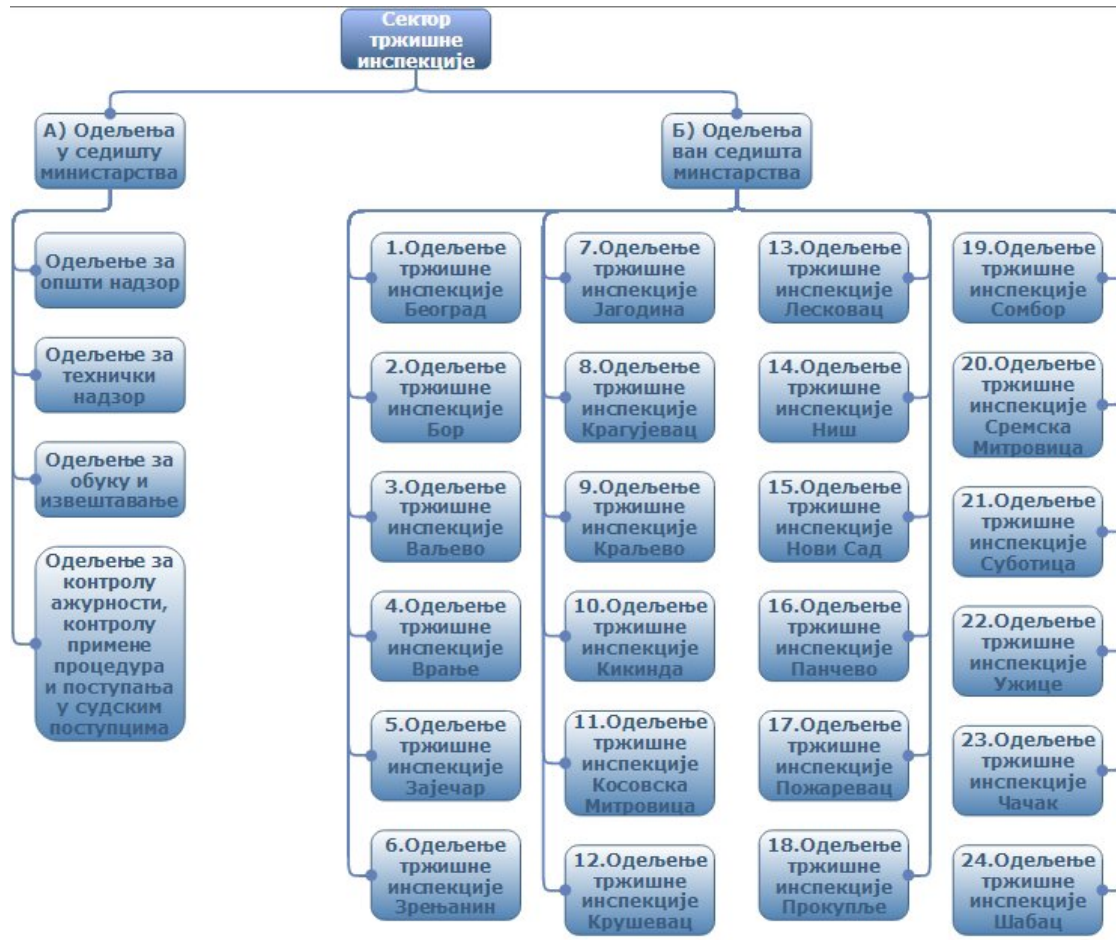 Сектор
тржишне
инспекције
А) Одељења
у седишту
министарства
Б) Одељења
ван седишта
минстарства
Одељење за
општи надзор
Одељење за
технички
надзор
Одељење за
обуку и
извештавање
Одељење за
контролу
ажурности,
контролу
примене
процедура
и поступања
у судским
поступцима
1.Одељење
тржишне
инспекције
Београд
2.Одељење
тржишне
инспекције
Бор
3.Одељење
тржишне
инспекције
Ваљево
4.Одељење
тржишне
инспекције
Врање
5.Одељење
тржишне
инспекције
Зајечар
6.Одељење
тржишне
инспекције
Зрењанин
7.Одељење
тржишне
инспекције
Јагодина
8.Одељење
тржишне
инспекције
Крагујевац
9.Одељење
тржишне
инспекције
Краљево
10.Одељење
тржишне
инспекције
Кикинда
11.Одељење
тржишне
инспекције
Косовска
Митровица
12.Одељење
тржишне
инспекције
Крушевац
13.Одељење
тржишне
инспекције
Лесковац
14.Одељење
тржишне
инспекције
Ниш
15.Одељење
тржишне
инспекције
Нови Сад
16.Одељење
тржишне
инспекције
Панчево
17.Одељење
тржишне
инспекције
Пожаревац
18.Одељење
тржишне
инспекције
Прокупље
19.Одељење
тржишне
инспекције
Сомбор
20.Одељење
тржишне
инспекције
Сремска
Митровица
21.Одељење
тржишне
инспекције
Суботица
22.Одељење
тржишне
инспекције
Ужице
23.Одељење
тржишне
инспекције
Чачак
24.Одељење
тржишне
инспекције
Шабац